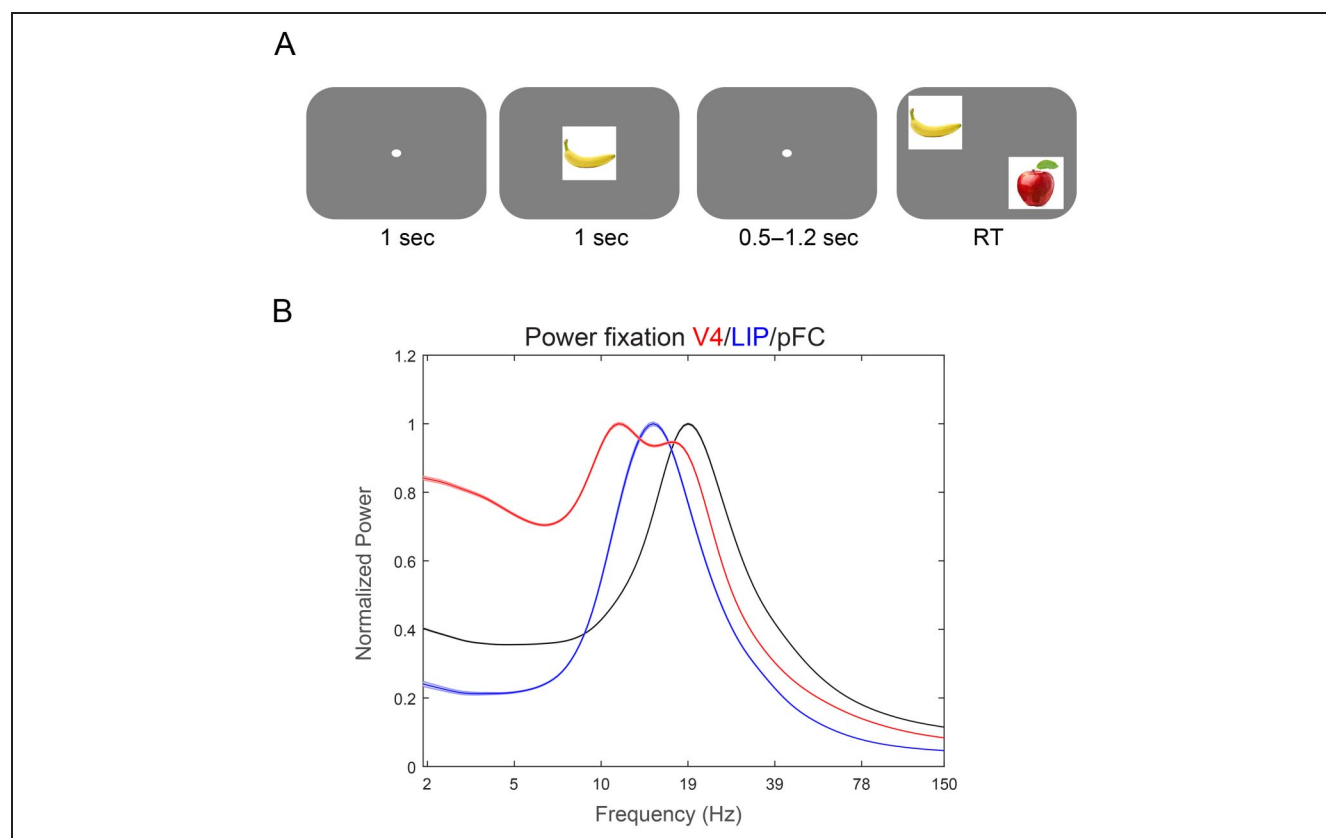 A
1 sec
1 sec
0.5–1.2 sec
RT
B
Power fixation V4/LIP/pFC
1.2
1
0.8
0.6
0.4
0.2
0
Normalized Power
2 5 10 19 39 78 150
Frequency (Hz)